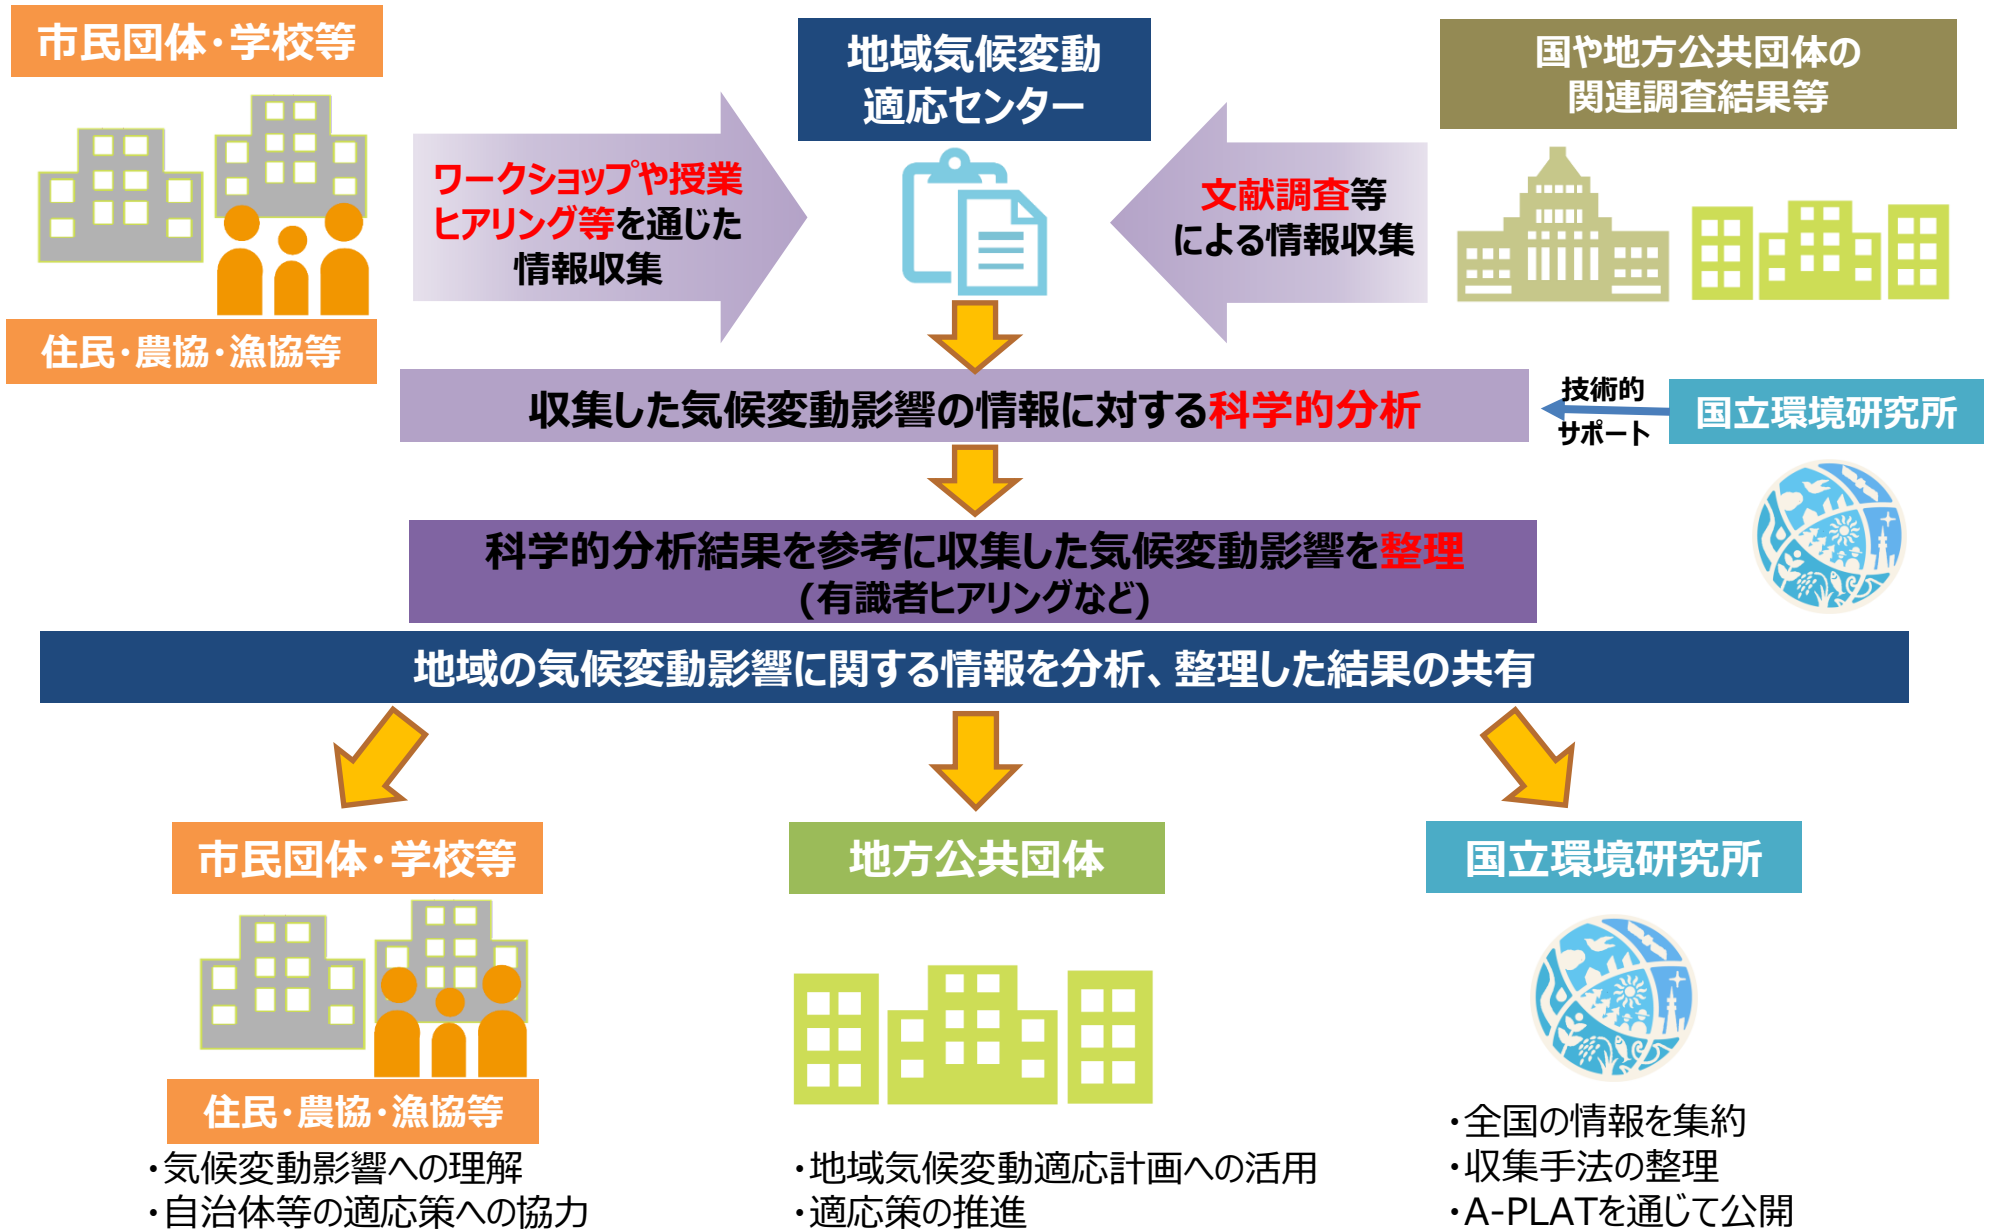 市民団体・学校等
地域気候変動
適応センター
国や地方公共団体の
関連調査結果等
ワークショップや授業
ヒアリング等を通じた
情報収集
文献調査等
による情報収集
住民・農協・漁協等
収集した気候変動影響の情報に対する科学的分析
技術的
サポート
国立環境研究所
科学的分析結果を参考に収集した気候変動影響を整理
(有識者ヒアリングなど)
地域の気候変動影響に関する情報を分析、整理した結果の共有
市民団体・学校等
住民・農協・漁協等
・気候変動影響への理解
・自治体等の適応策への協力
地方公共団体
・地域気候変動適応計画への活用
・適応策の推進
国立環境研究所
・全国の情報を集約
・収集手法の整理
・A-PLATを通じて公開